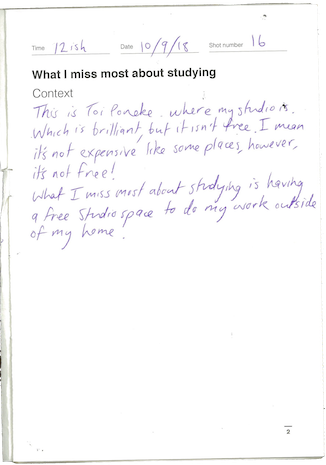 Time 12ish Date 10/9/18 Shot number 16
What I miss most about studying
Context
This is Toi Poneke. where my studio is.
Which is brilliant, but it isn't free. I mean
it's not expensive like some places, however,
it's not free!
What I miss most about studying is having
a free Studio space to do my work outside
of my home!
2